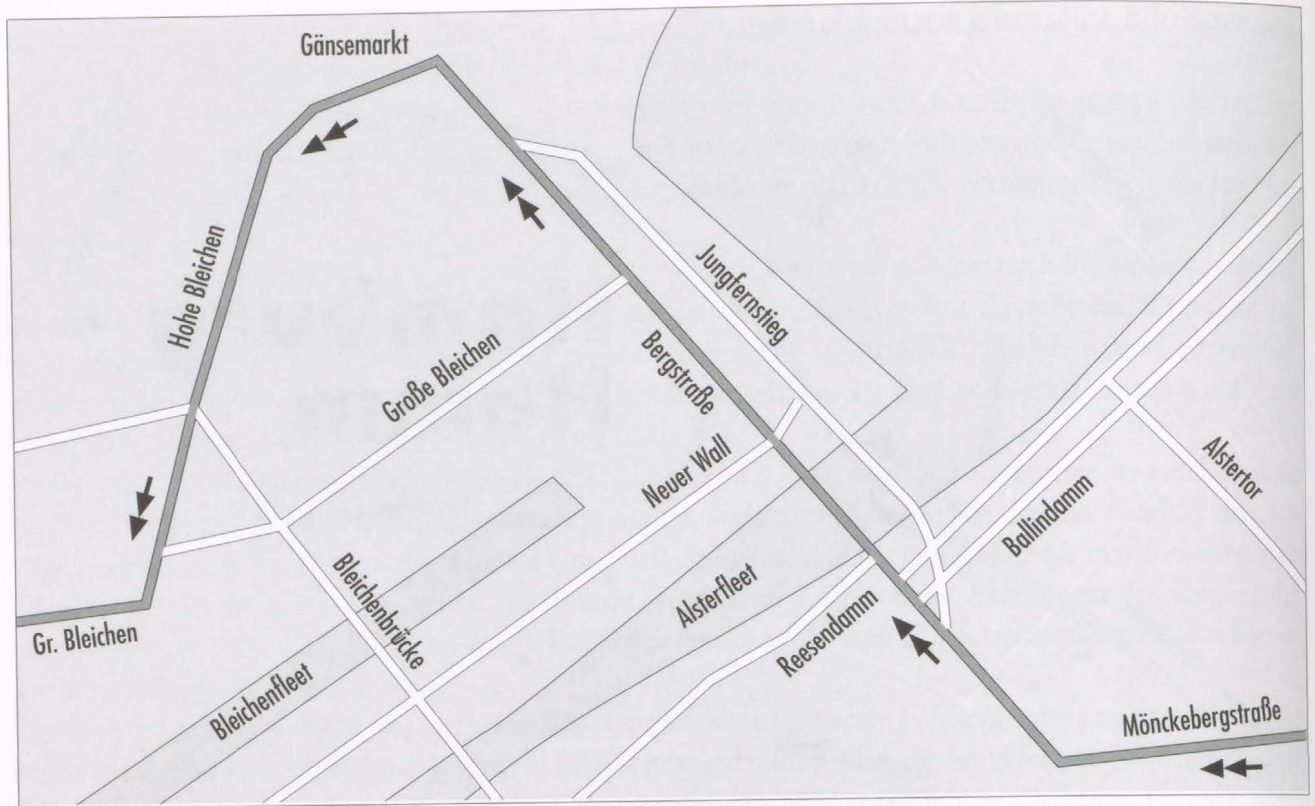 Gänsemarkt
Jungfernstieg
Hohe Bleichen
Große Bleichen
Bergstraße
Neuer Wall
Alstertor
Ballindamm
Bleichenbrücke
Alsterfleet
Reesendamm
Gr. Bleichen
Bleichenfleet
Mönckebergstraße